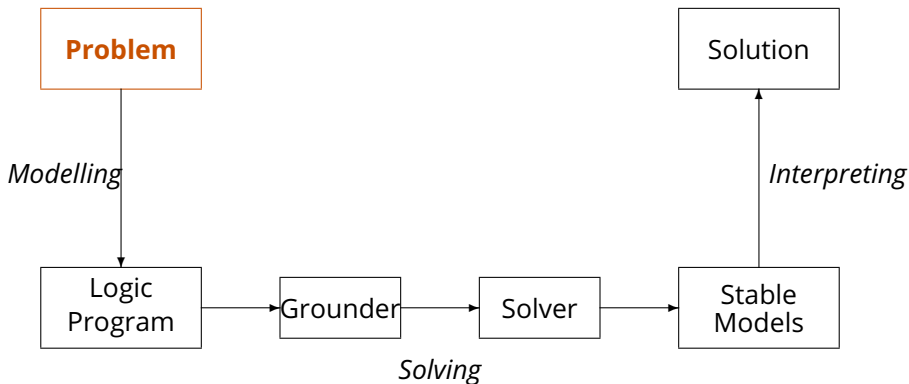 Problem
Solution
Modelling
Interpreting
Logic
Program
Grounder
Solver
Stable
Models
Solving